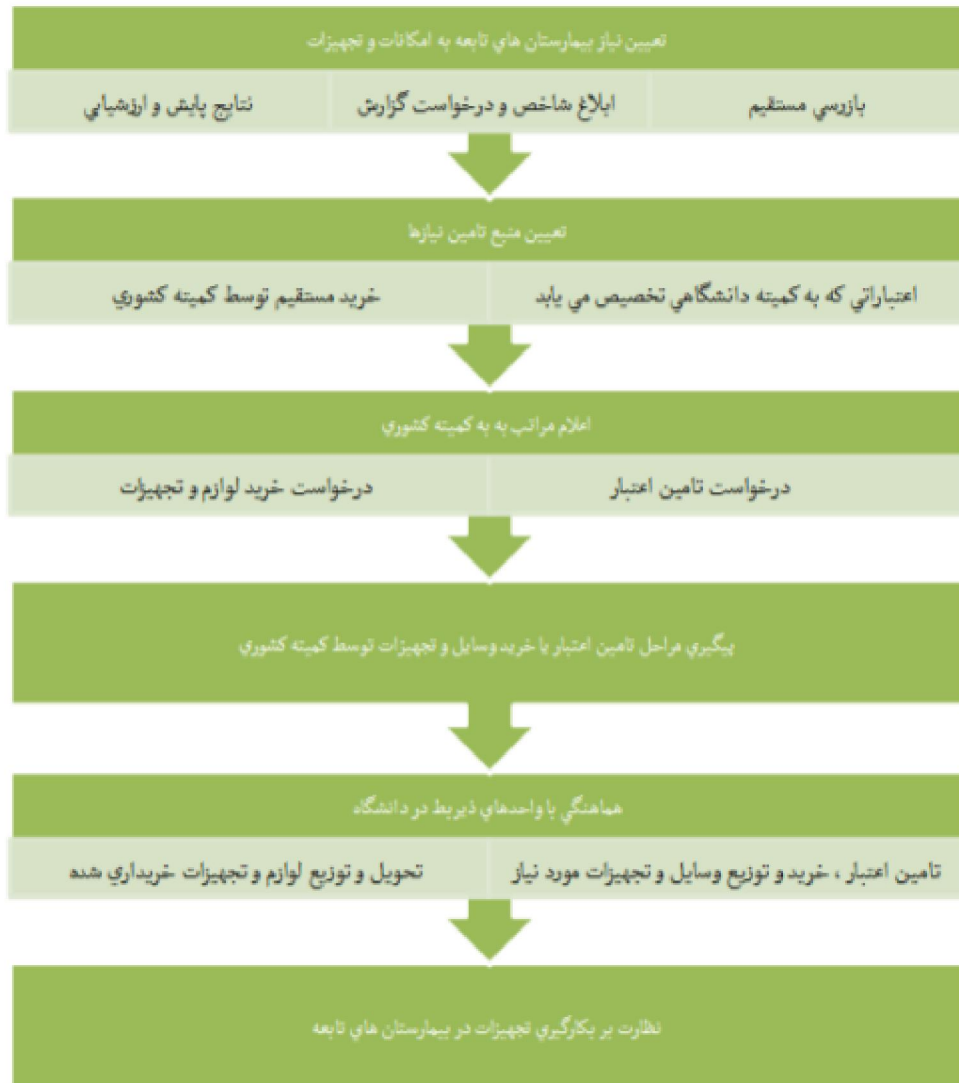 تعيين نياز بيمارستان هاي تابعه به امكانات و تجهيزات
بازرسي مستقيم
ابلاغ شاخص و درخواست گزارش
نتايج پايش و ارزشيابي
تعيين منبع تامين نيازها
اعتباراتي كه به كميته دانشگاهي تخصيص مي يابد
خريد مستقيم توسط كميته كشوري
اعلام مراتب به به كميته كشوري
درخواست تامين اعتبار
درخواست خريد لوازم و تجهيزات
پيگيري مراحل تامين اعتبار يا خريد وسايل و تجهيزات توسط كميته كشوري
هماهنگي با واحدهاي ذيربط در دانشگاه
تامين اعتبار ، خريد و توزيع وسايل و تجهيزات مورد نياز
تحويل و توزيع لوازم و تجهيزات خريداري شده
نظارت بر بكارگيري تجهيزات در بيمارستان هاي تابعه